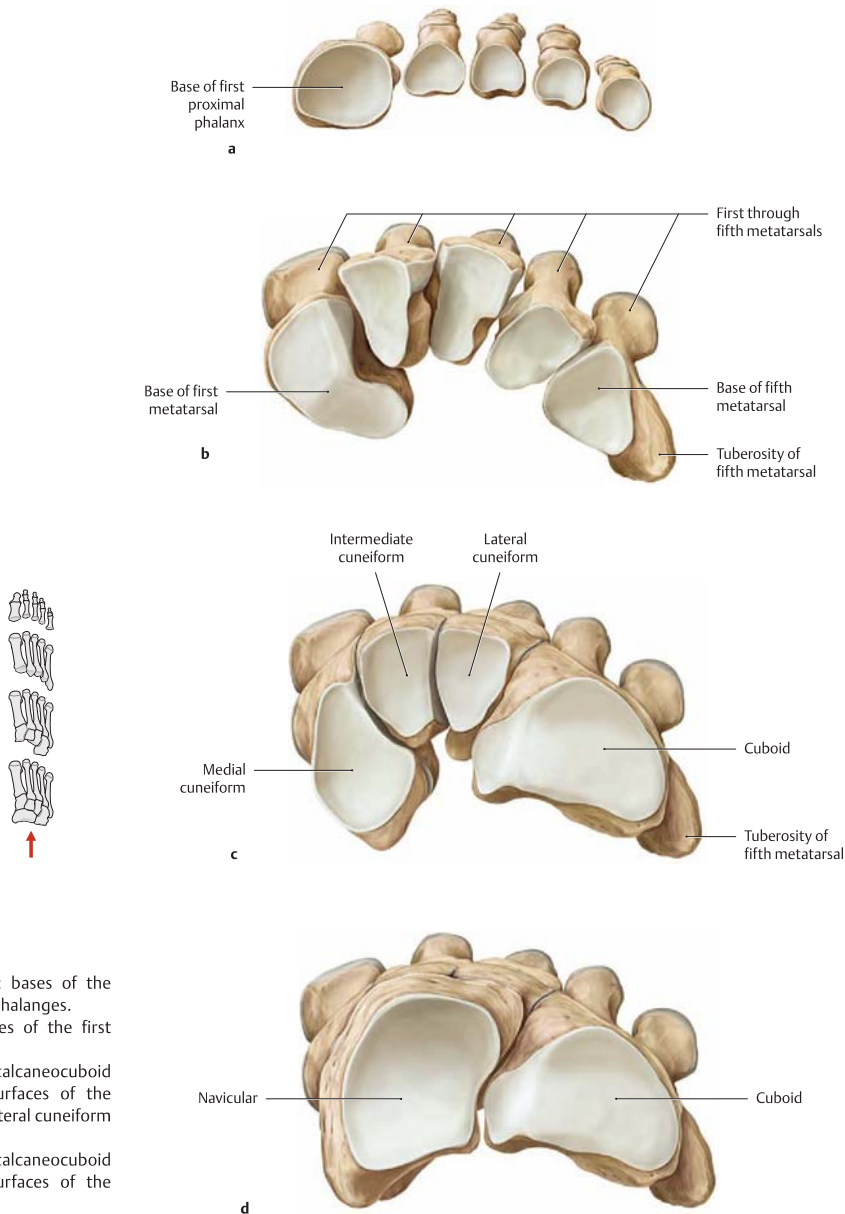 Base of first
proximal
phalanx
a
First through
fifth metatarsals
Base of first
metatarsal
Base of fifth
metatarsal
b
Tuberosity of
fifth metatarsal
Intermediate
cuneiform
Lateral
cuneiform
Cuboid
Medial
cuneiform
Tuberosity of
fifth metatarsal
c
bases of the
halanges.
es of the first
alcaneocuboid
urfaces of the
teral cuneiform
alcaneocuboid
urfaces of the
Navicular
Cuboid
d